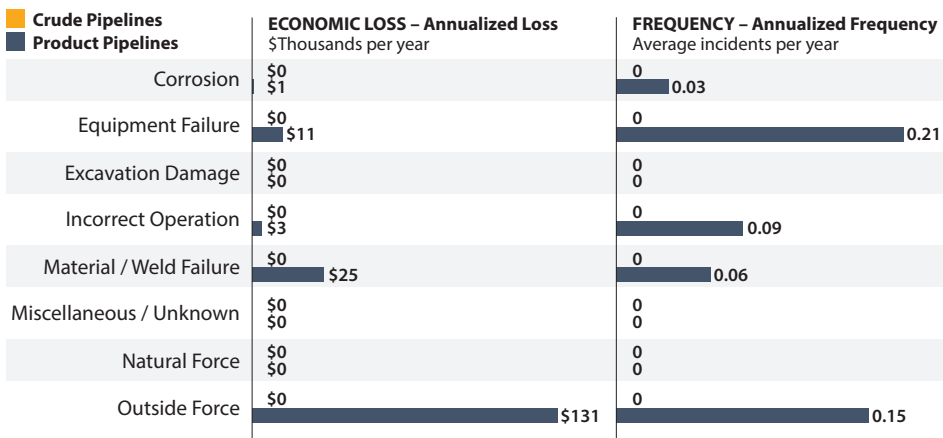 Crude Pipelines
Product Pipelines
ECONOMIC LOSS – Annualized Loss
$Thousands per year
FREQUENCY – Annualized Frequency
Average incidents per year
Corrosion
$0
$1
0
0.03
Equipment Failure
$0
$11
0
0.21
Excavation Damage
$0
$0
0
0
Incorrect Operation
$0
$3
0
0.09
Material / Weld Failure
$0
$25
0
0.06
Miscellaneous / Unknown
$0
$0
0
0
Natural Force
$0
$0
0
0
Outside Force
$0
$131
0
0.15